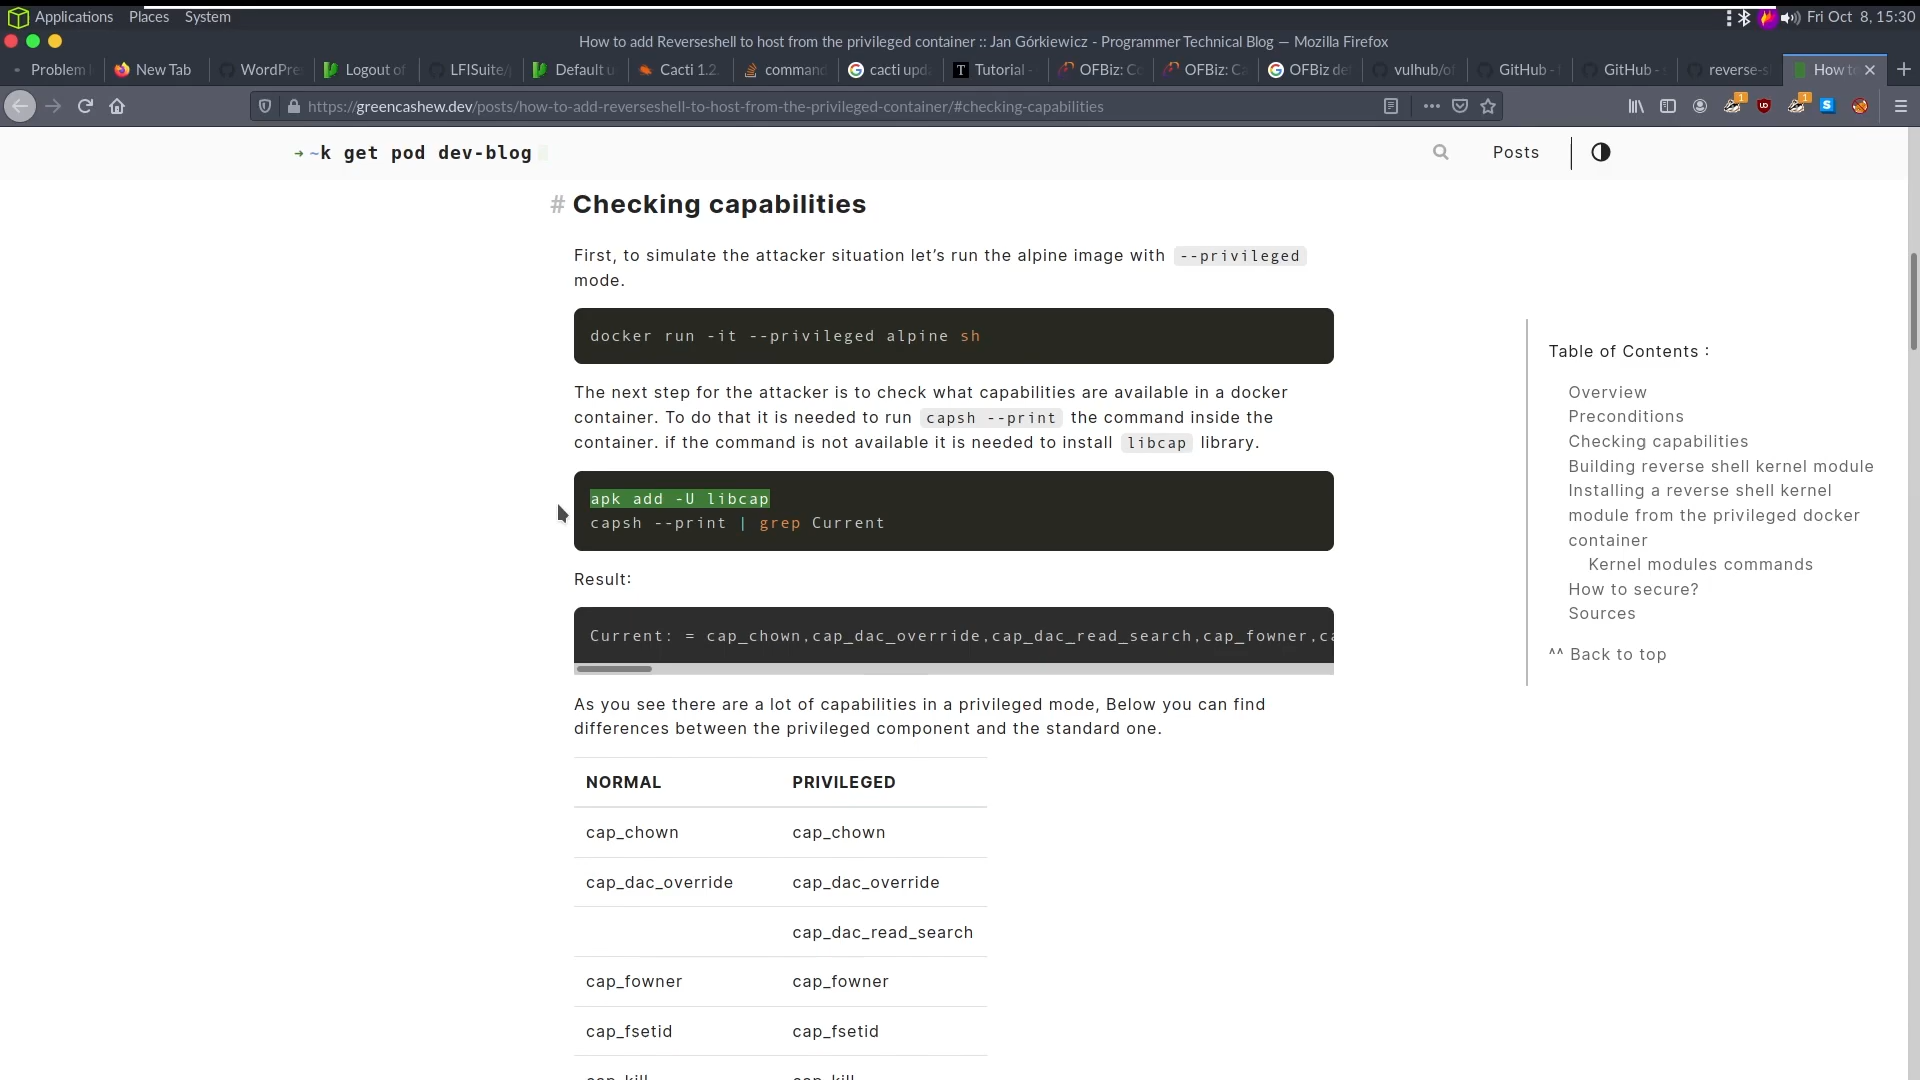 Applications Places System
Fri Oct 8, 15:30
How to add Reverseshell to host from the privileged container :: Jan Górkiewicz - Programmer Technical Blog — Mozilla Firefox
Problem
New Tab
WordPre
Logout of
LFISuite/
Default u
Cacti 1.2.
command
cacti upda
Tutorial -
OFBiz: Co
OFBiz: Ca
OFBiz de
vulhub/o
GitHub -
GitHub -
reverse-s
How to
https://greencashew.dev/posts/how-to-add-reverseshell-to-host-from-the-privileged-container/#checking-capabilities
➜ ~k get pod dev-blog
Posts
# Checking capabilities
First, to simulate the attacker situation let’s run the alpine image with --privileged
mode.
docker run -it --privileged alpine sh
The next step for the attacker is to check what capabilities are available in a docker
container. To do that it is needed to run capsh --print the command inside the
container. if the command is not available it is needed to install libcap library.
apk add -U libcap
capsh --print | grep Current
Result:
Current: = cap_chown,cap_dac_override,cap_dac_read_search,cap_fowner,ca
As you see there are a lot of capabilities in a privileged mode, Below you can find
differences between the privileged component and the standard one.
NORMAL PRIVILEGED
cap_chown cap_chown
cap_dac_override cap_dac_override
cap_dac_read_search
cap_fowner cap_fowner
cap_fsetid cap_fsetid
cap_kill cap_kill
Table of Contents :
Overview
Preconditions
Checking capabilities
Building reverse shell kernel module
Installing a reverse shell kernel
module from the privileged docker
container
Kernel modules commands
How to secure?
Sources
^^ Back to top